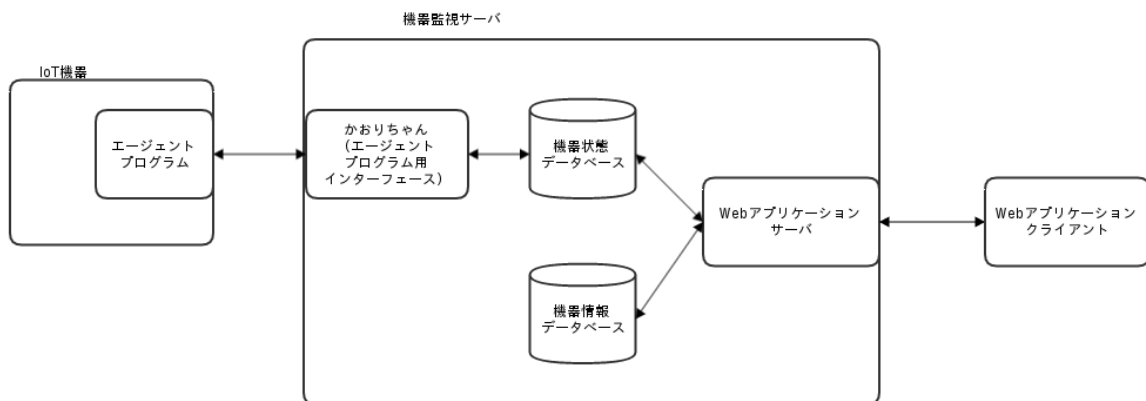 機器監視サーバ
IoT機器
エージェント
プログラム
かおりちゃん
(エージェント
プログラム用
インターフェース)
機器状態
データベース
機器情報
データベース
Webアプリケーション
サーバ
Webアプリケーション
クライアント